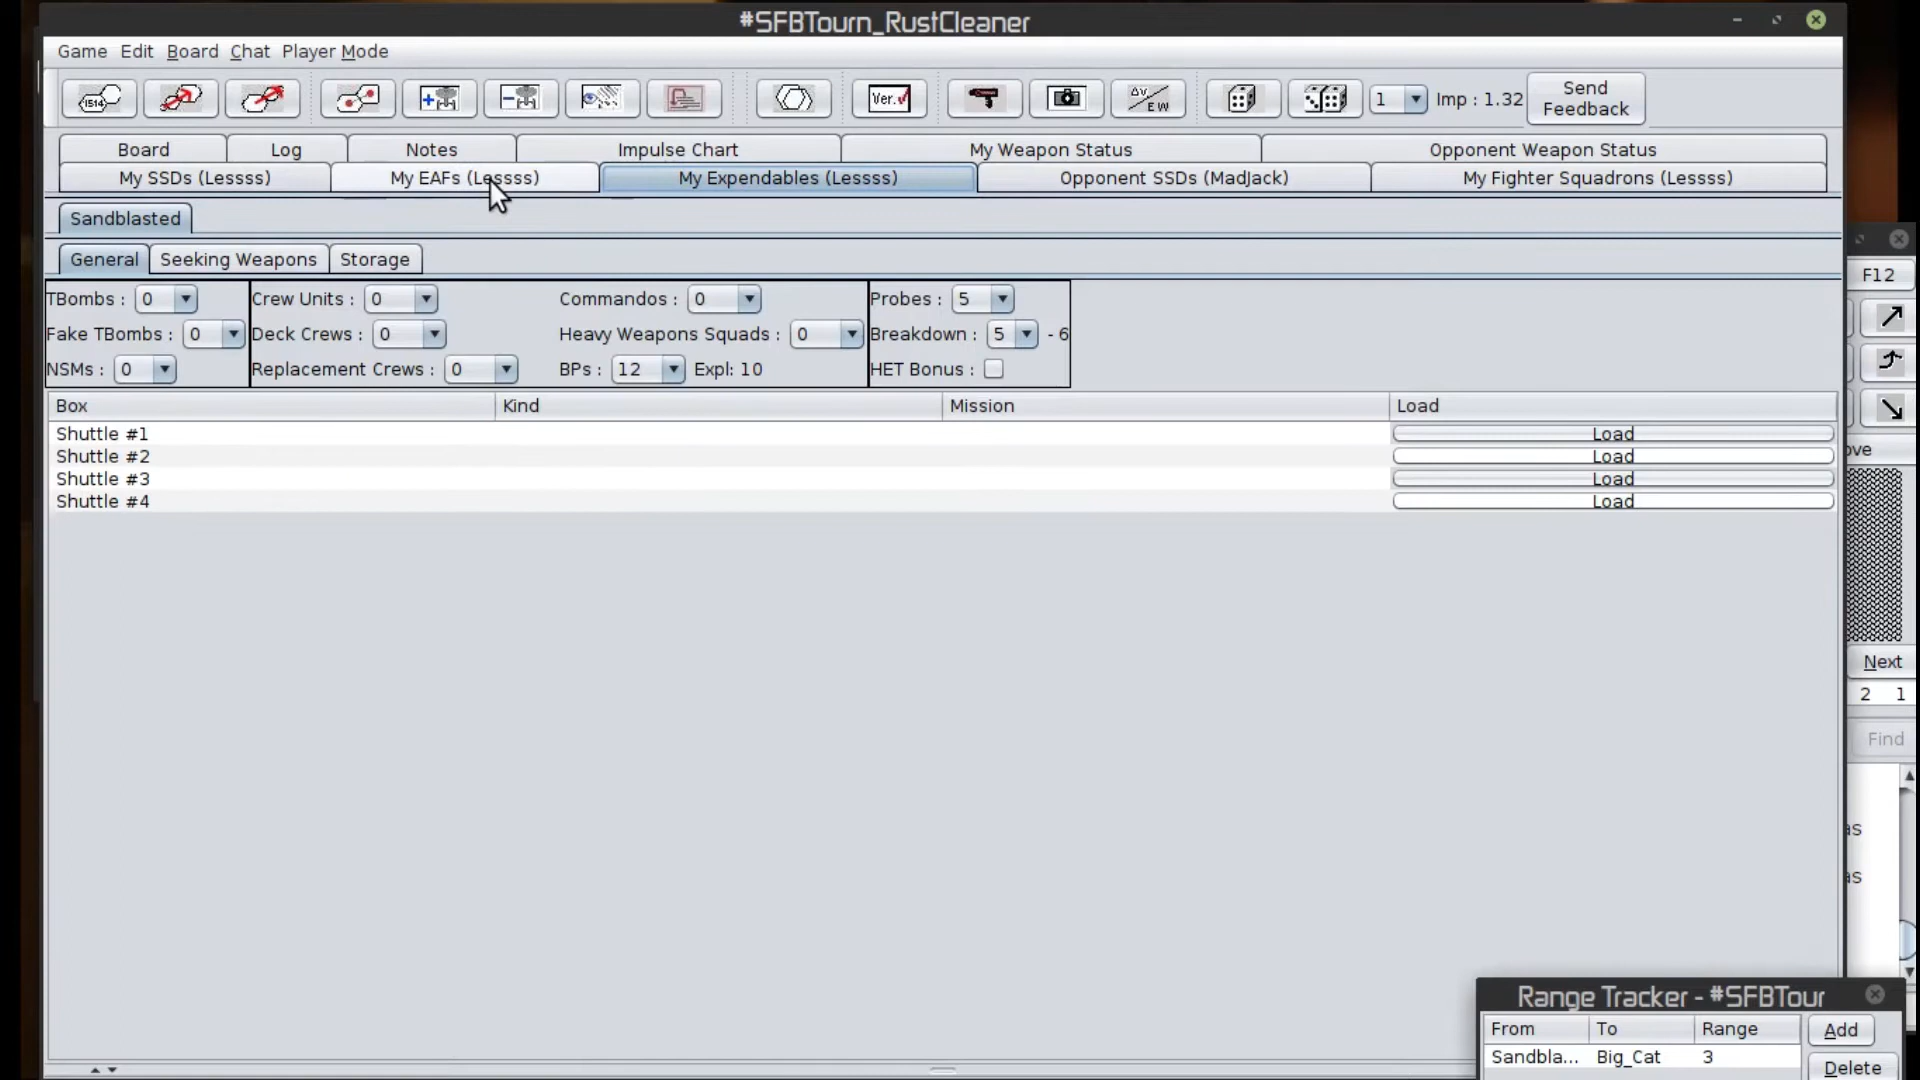 #SFBTourn_RustCleaner
Game Edit Board Chat Player Mode
1514 Ver. ΔV EW 1 Imp : 1.32 Send Feedback
Board Log Notes Impulse Chart My Weapon Status Opponent Weapon Status
My SSDs (Lessss) My EAFs (Lessss) My Expendables (Lessss) Opponent SSDs (MadJack) My Fighter Squadrons (Lessss)
Sandblasted
General Seeking Weapons Storage
F12
TBombs : 0 Crew Units : 0 Commandos : 0 Probes : 5
Fake TBombs : 0 Deck Crews : 0 Heavy Weapons Squads : 0 Breakdown : 5 - 6
NSMs : 0 Replacement Crews : 0 BPs : 12 Expl: 10 HET Bonus :
Box Kind Mission Load
Shuttle #1 Load
Shuttle #2 Load
Shuttle #3 Load
Shuttle #4 Load
ove
Next
2 1
Find
as
as
Range Tracker - #SFBTour
From To Range Add
Sandbla... Big_Cat 3 Delete